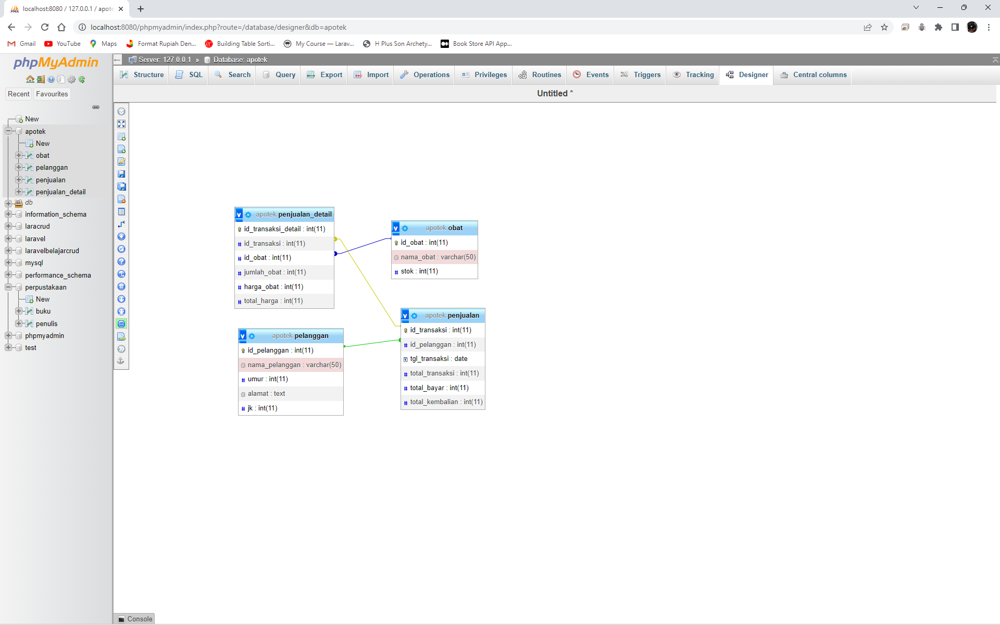 localhost:8080 / 127.0.0.1 / apote
localhost:8080/phpmyadmin/index.php?route=/database/designer&db=apotek
Gmail
YouTube
Maps
Format Rupiah Den...
Building Table Sorti...
My Course — Larav...
H Plus Son Archety...
Book Store API App...
phpMyAdmin
Recent
Favourites
New
apotek
New
obat
pelanggan
penjualan
penjualan_detail
db
information_schema
laracrud
laravel
laravelbelajarcrud
mysql
performance_schema
perpustakaan
New
buku
penulis
phpmyadmin
test
Server: 127.0.0.1 » Database: apotek
Structure
SQL
Search
Query
Export
Import
Operations
Privileges
Routines
Events
Triggers
Tracking
Designer
Central columns
Untitled *
v apotek penjualan_detail
id_transaksi_detail : int(11)
# id_transaksi : int(11)
# id_obat : int(11)
# jumlah_obat : int(11)
# harga_obat : int(11)
# total_harga : int(11)
v apotek obat
id_obat : int(11)
nama_obat : varchar(50)
# stok : int(11)
v apotek pelanggan
id_pelanggan : int(11)
nama_pelanggan : varchar(50)
# umur : int(11)
alamat : text
# jk : int(11)
v apotek penjualan
id_transaksi : int(11)
# id_pelanggan : int(11)
tgl_transaksi : date
# total_transaksi : int(11)
# total_bayar : int(11)
# total_kembalian : int(11)
Console